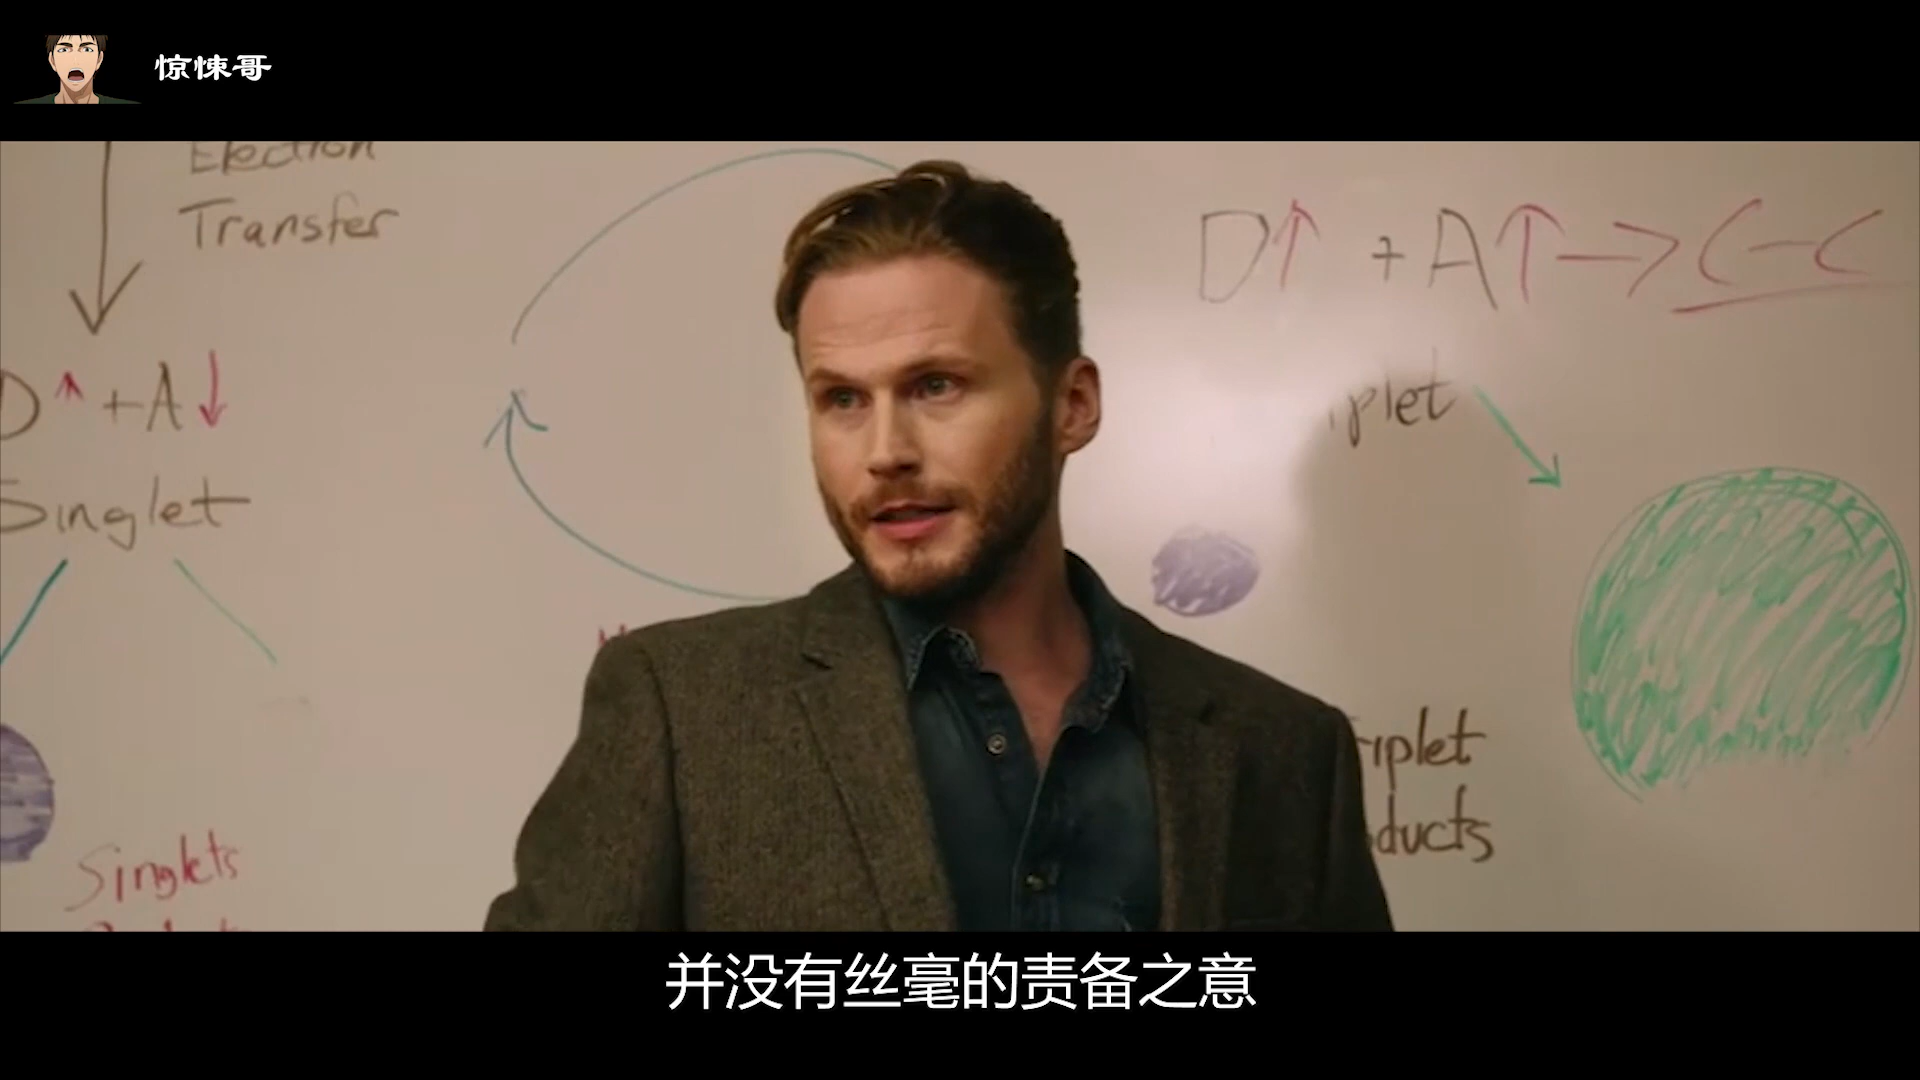 惊悚哥
Electron
Transfer
D↑ + A↑ → C-C
D↑ + A↓
Singlet
iplet
riplet
ducts
Singlets
并没有丝毫的责备之意